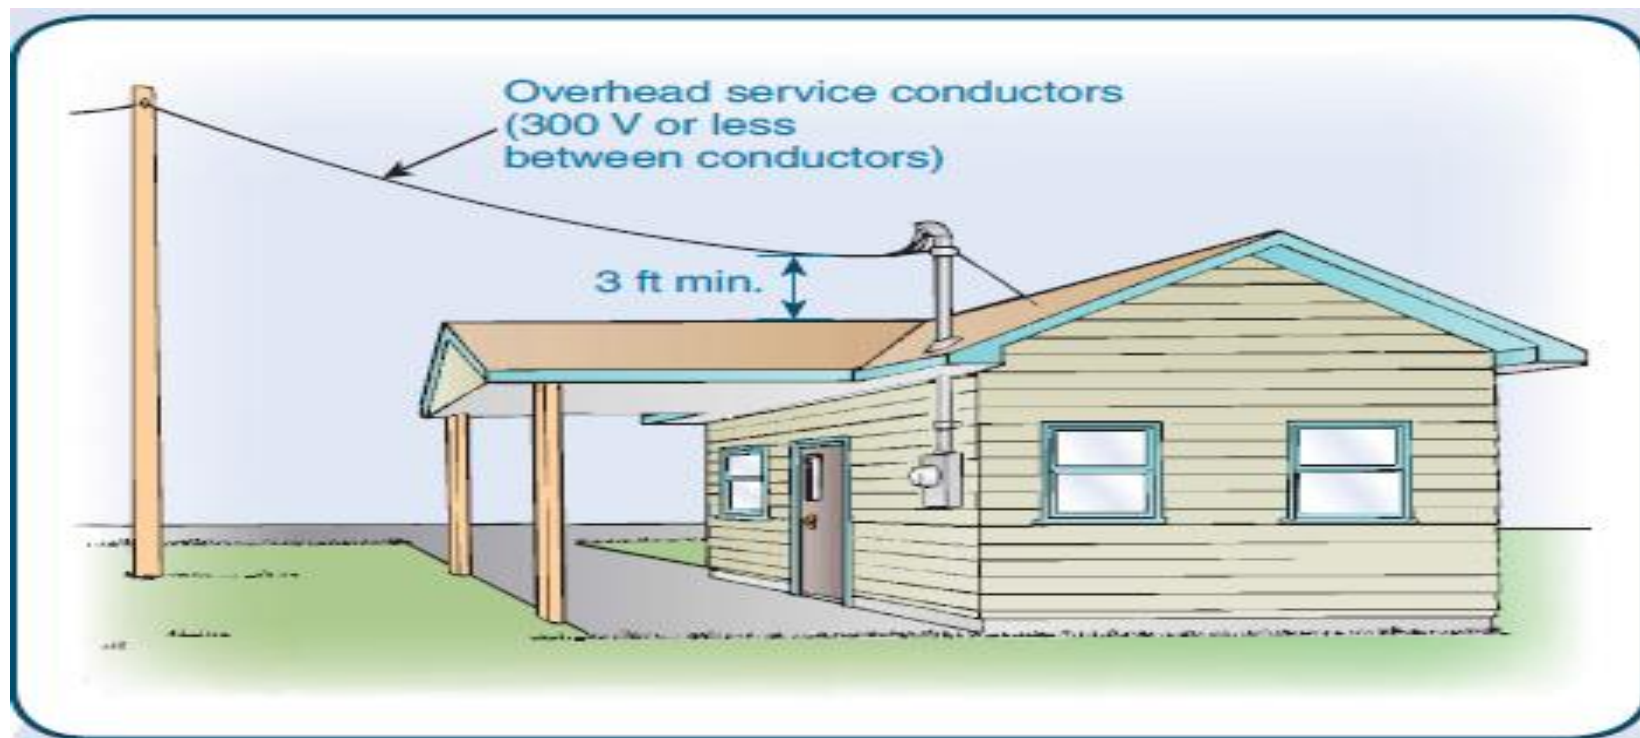 Overhead service conductors
(300 V or less
between conductors)
3 ft min.